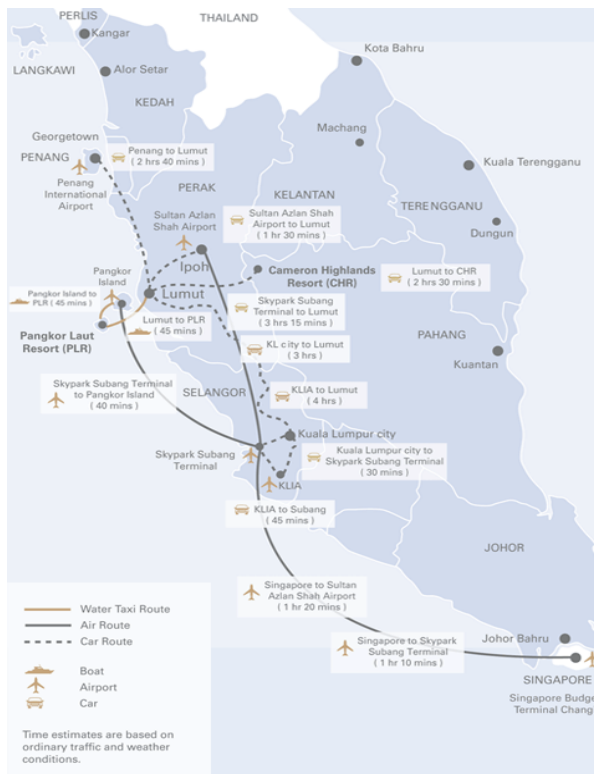 THAILAND
PERLIS
Kangar
LANGKAWI
Alor Setar
KEDAH
Kota Bahru
Georgetown
PENANG
Penang
International
Airport
Penang to Lumut
( 2 hrs 40 mins )
Machang
Kuala Terengganu
PERAK
KELANTAN
TERENGGANU
Dungun
Sultan Azlan
Shah Airport
Sultan Azlan Shah
Airport to Lumut
( 1 hr 30 mins )
Ipoh
Pangkor
Island
Cameron Highlands
Resort (CHR)
Lumut to CHR
( 2 hrs 30 mins )
Lumut
Pangkor Island to
PLR ( 45 mins )
Skypark Subang
Terminal to Lumut
( 3 hrs 15 mins )
Lumut to PLR
( 45 mins )
Pangkor Laut
Resort (PLR)
KL city to Lumut
( 3 hrs )
PAHANG
Kuantan
Skypark Subang Terminal
to Pangkor Island
( 40 mins )
SELANGOR
KLIA to Lumut
( 4 hrs )
Kuala Lumpur city
Skypark Subang
Terminal
Kuala Lumpur city to
Skypark Subang Terminal
( 30 mins )
KLIA
KLIA to Subang
( 45 mins )
JOHOR
Singapore to Sultan
Azlan Shah Airport
( 1 hr 20 mins )
Singapore to Skypark
Subang Terminal
( 1 hr 10 mins )
Johor Bahru
SINGAPORE
Singapore Budge
Terminal Chang
Water Taxi Route
Air Route
Car Route
Boat
Airport
Car
Time estimates are based on
ordinary traffic and weather
conditions.